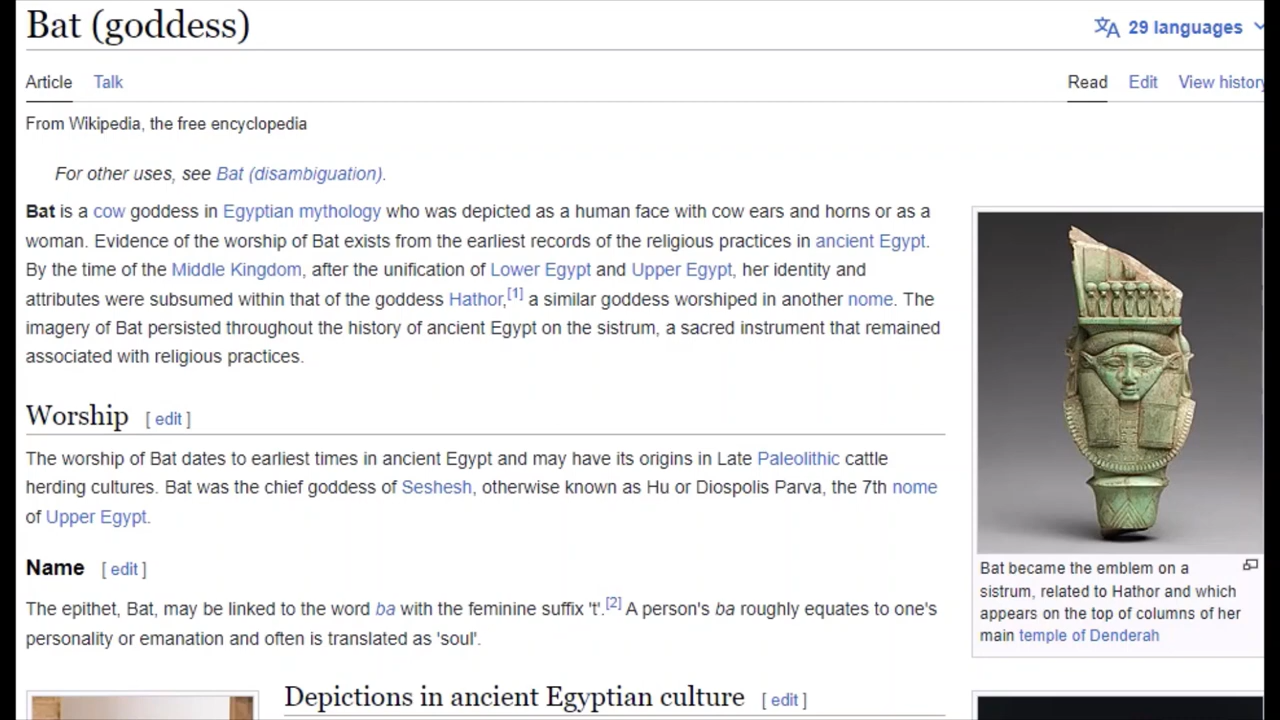 Bat (goddess)
29 languages
Article Talk
Read Edit View history
From Wikipedia, the free encyclopedia
For other uses, see Bat (disambiguation).
Bat is a cow goddess in Egyptian mythology who was depicted as a human face with cow ears and horns or as a
woman. Evidence of the worship of Bat exists from the earliest records of the religious practices in ancient Egypt.
By the time of the Middle Kingdom, after the unification of Lower Egypt and Upper Egypt, her identity and
attributes were subsumed within that of the goddess Hathor,[1] a similar goddess worshiped in another nome. The
imagery of Bat persisted throughout the history of ancient Egypt on the sistrum, a sacred instrument that remained
associated with religious practices.
Worship [ edit ]
The worship of Bat dates to earliest times in ancient Egypt and may have its origins in Late Paleolithic cattle
herding cultures. Bat was the chief goddess of Seshesh, otherwise known as Hu or Diospolis Parva, the 7th nome
of Upper Egypt.
Name [ edit ]
The epithet, Bat, may be linked to the word ba with the feminine suffix 't'.[2] A person's ba roughly equates to one's
personality or emanation and often is translated as 'soul'.
Depictions in ancient Egyptian culture [ edit ]
Bat became the emblem on a
sistrum, related to Hathor and which
appears on the top of columns of her
main temple of Denderah